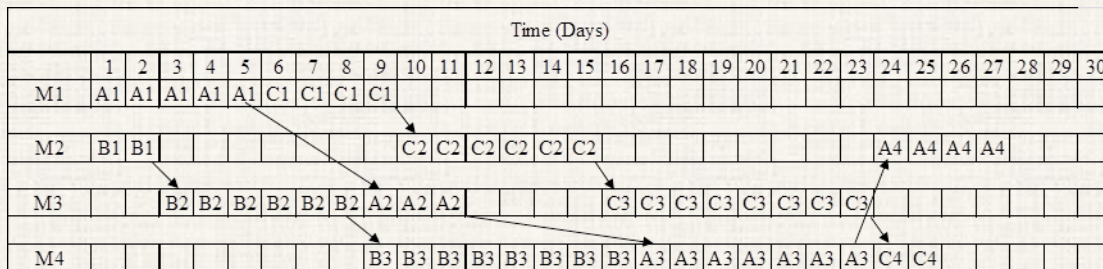 Time (Days)
1 2 3 4 5 6 7 8 9 10 11 12 13 14 15 16 17 18 19 20 21 22 23 24 25 26 27 28 29 30
M1 A1 A1 A1 A1 A1 C1 C1 C1 C1
M2 B1 B1 C2 C2 C2 C2 C2 C2 A4 A4 A4 A4
M3 B2 B2 B2 B2 B2 B2 A2 A2 A2 C3 C3 C3 C3 C3 C3 C3 C3
M4 B3 B3 B3 B3 B3 B3 B3 B3 A3 A3 A3 A3 A3 A3 A3 C4 C4